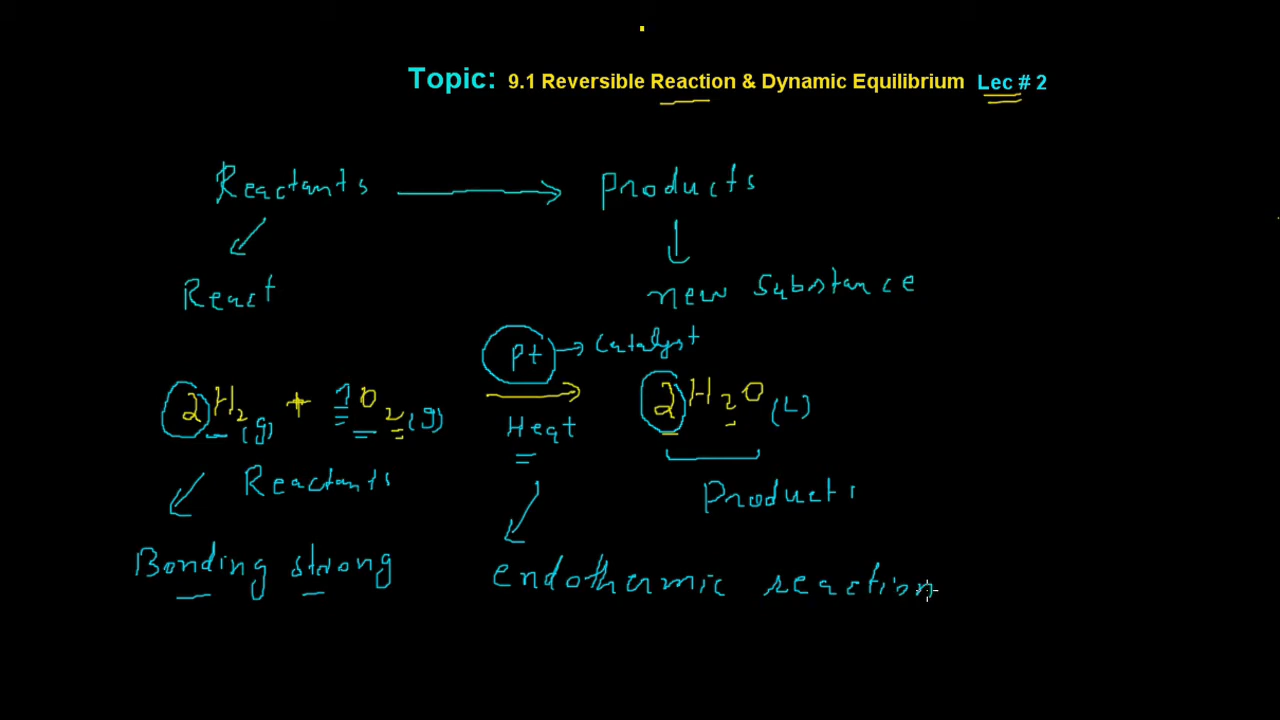 Topic: 9.1 Reversible Reaction & Dynamic Equilibrium Lec # 2
Reactants ⟶ Products
React new Substance
Pt → Catalyst
2H₂(g) + 1O₂(g) ⟶ 2H₂O(L)
Heat
Reactants Products
Bonding strong endothermic reaction